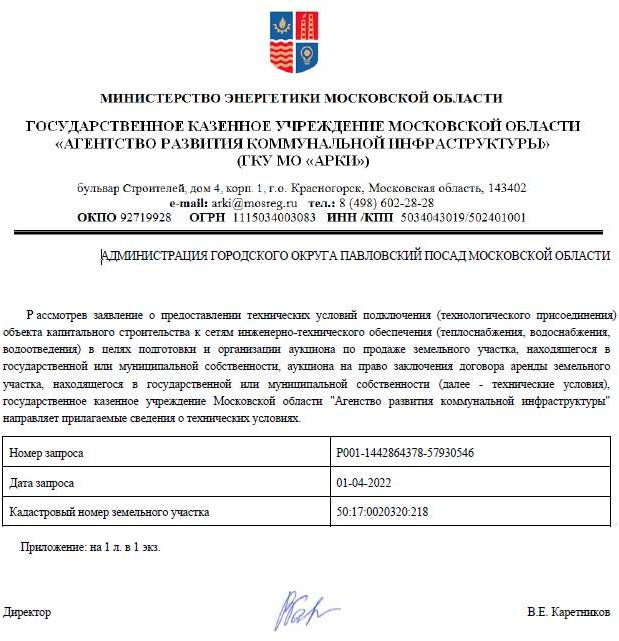 МИНИСТЕРСТВО ЭНЕРГЕТИКИ МОСКОВСКОЙ ОБЛАСТИ
ГОСУДАРСТВЕННОЕ КАЗЕННОЕ УЧРЕЖДЕНИЕ МОСКОВСКОЙ ОБЛАСТИ
«АГЕНТСТВО РАЗВИТИЯ КОММУНАЛЬНОЙ ИНФРАСТРУКТУРЫ»
(ГКУ МО «АРКИ»)
бульвар Строителей, дом 4, корп. 1, г.о. Красногорск, Московская область, 143402
e-mail: arki@mosreg.ru тел.: 8 (498) 602-28-28
ОКПО 92719928 ОГРН 1115034003083 ИНН /КПП 5034043019/502401001
АДМИНИСТРАЦИЯ ГОРОДСКОГО ОКРУГА ПАВЛОВСКИЙ ПОСАД МОСКОВСКОЙ ОБЛАСТИ
Рассмотрев заявление о предоставлении технических условий подключения (технологического присоединения)
объекта капитального строительства к сетям инженерно-технического обеспечения (теплоснабжения, водоснабжения,
водоотведения) в целях подготовки и организации аукциона по продаже земельного участка, находящегося в
государственной или муниципальной собственности, аукциона на право заключения договора аренды земельного
участка, находящегося в государственной или муниципальной собственности (далее - технические условия),
государственное казенное учреждение Московской области "Агенство развития коммунальной инфраструктуры"
направляет прилагаемые сведения о технических условиях.
Номер запроса P001-1442864378-57930546
Дата запроса 01-04-2022
Кадастровый номер земельного участка 50:17:0020320:218
Приложение: на 1 л. в 1 экз.
Директор В.Е. Каретников